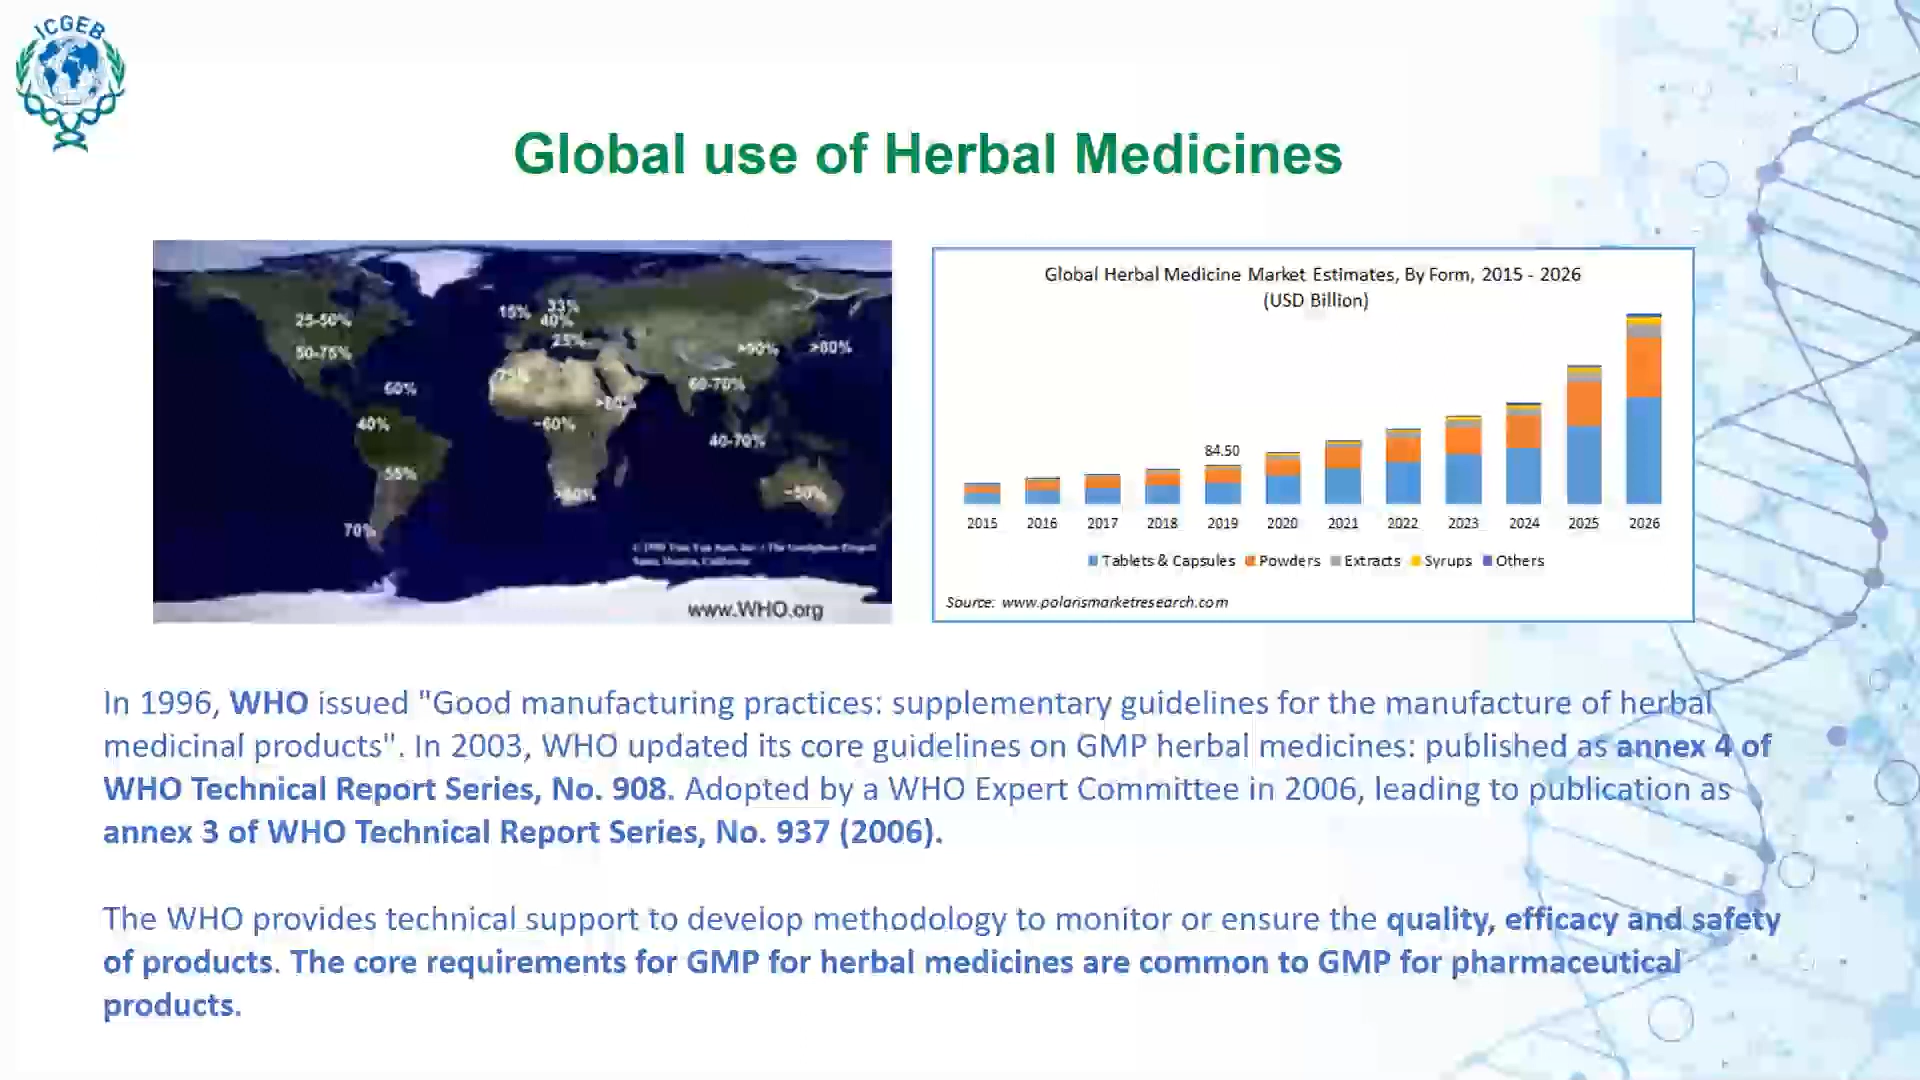 ICGEB
Global use of Herbal Medicines
25-50%
50-75%
60%
40%
55%
70%
15%
33%
40%
25%
~60%
>90%
>80%
60-70%
40-70%
www.WHO.org
Global Herbal Medicine Market Estimates, By Form, 2015 - 2026
(USD Billion)
84.50
2015 2016 2017 2018 2019 2020 2021 2022 2023 2024 2025 2026
Tablets & Capsules Powders Extracts Syrups Others
Source: www.polarismarketresearch.com
In 1996, WHO issued "Good manufacturing practices: supplementary guidelines for the manufacture of herbal
medicinal products". In 2003, WHO updated its core guidelines on GMP herbal medicines: published as annex 4 of
WHO Technical Report Series, No. 908. Adopted by a WHO Expert Committee in 2006, leading to publication as
annex 3 of WHO Technical Report Series, No. 937 (2006).
The WHO provides technical support to develop methodology to monitor or ensure the quality, efficacy and safety
of products. The core requirements for GMP for herbal medicines are common to GMP for pharmaceutical
products.